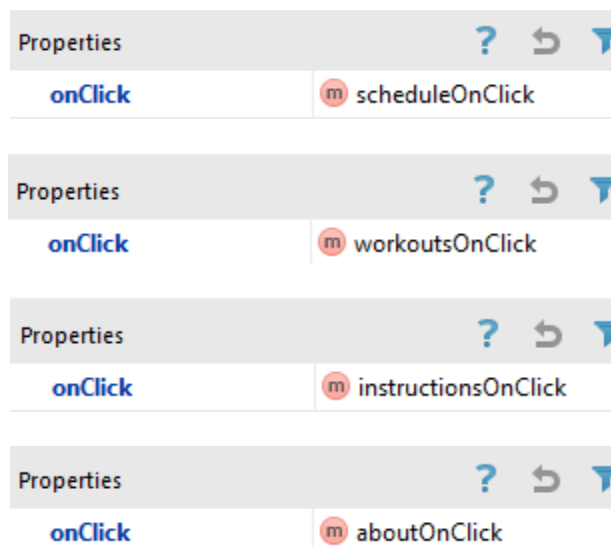 Properties ?
onClick m scheduleOnClick
Properties ?
onClick m workoutsOnClick
Properties ?
onClick m instructionsOnClick
Properties ?
onClick m aboutOnClick